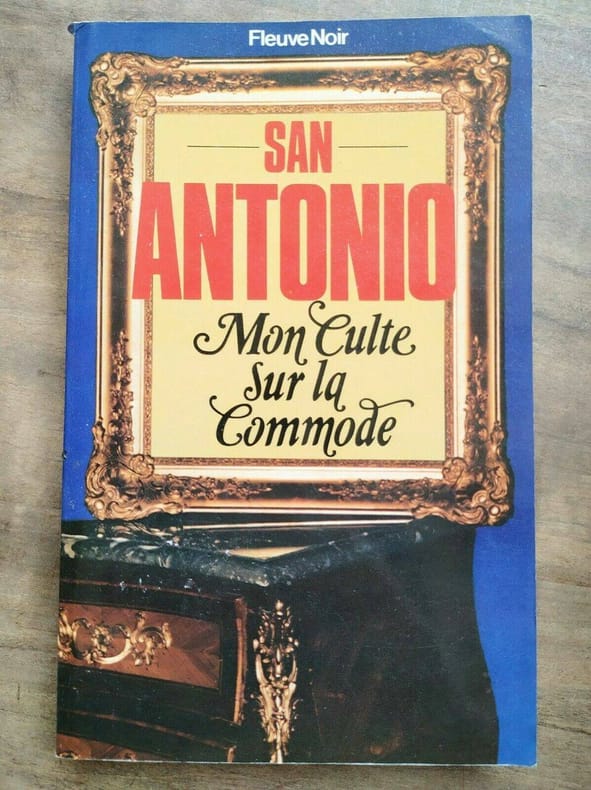 Fleuve Noir
SAN
ANTONIO
Mon Culte
sur la
Commode